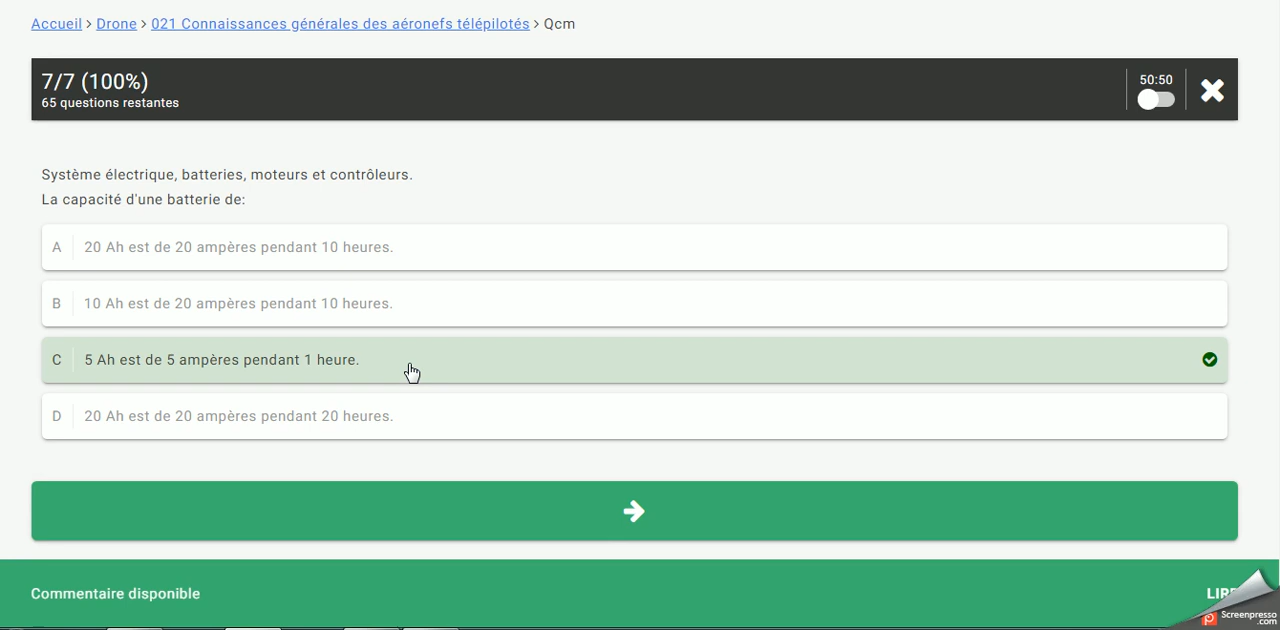 Accueil > Drone > 021 Connaissances générales des aéronefs télépilotés > Qcm
7/7 (100%)
65 questions restantes
50:50
Système électrique, batteries, moteurs et contrôleurs.
La capacité d'une batterie de:
A 20 Ah est de 20 ampères pendant 10 heures.
B 10 Ah est de 20 ampères pendant 10 heures.
C 5 Ah est de 5 ampères pendant 1 heure.
D 20 Ah est de 20 ampères pendant 20 heures.
Commentaire disponible
Screenpresso
.com